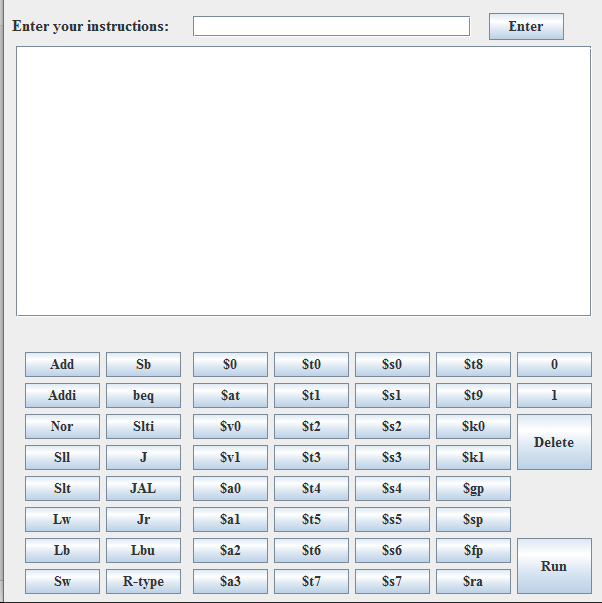 Enter your instructions: Enter
Add Sb $0 $t0 $s0 $t8 0
Addi beq $at $t1 $s1 $t9 1
Nor Slti $v0 $t2 $s2 $k0
Delete
Sll J $v1 $t3 $s3 $k1
Slt JAL $a0 $t4 $s4 $gp
Lw Jr $a1 $t5 $s5 $sp
Lb Lbu $a2 $t6 $s6 $fp
Run
Sw R-type $a3 $t7 $s7 $ra